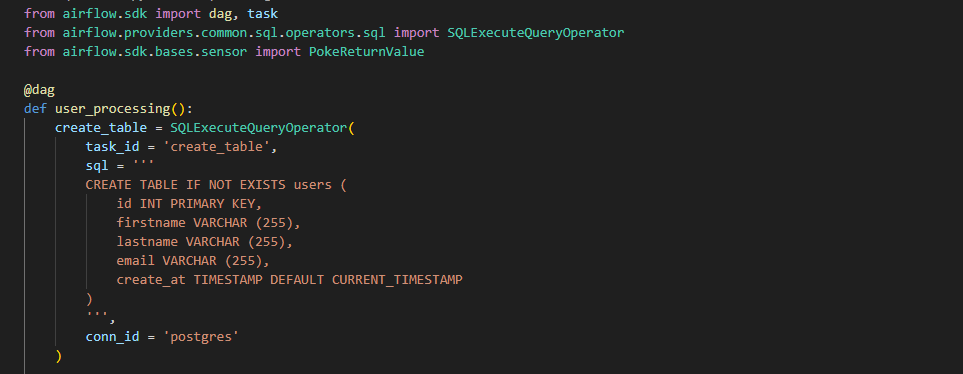 from airflow.sdk import dag, task
from airflow.providers.common.sql.operators.sql import SQLExecuteQueryOperator
from airflow.sdk.bases.sensor import PokeReturnValue
@dag
def user_processing():
create_table = SQLExecuteQueryOperator(
task_id = 'create_table',
sql = '''
CREATE TABLE IF NOT EXISTS users (
id INT PRIMARY KEY,
firstname VARCHAR (255),
lastname VARCHAR (255),
email VARCHAR (255),
create_at TIMESTAMP DEFAULT CURRENT_TIMESTAMP
)
''',
conn_id = 'postgres'
)